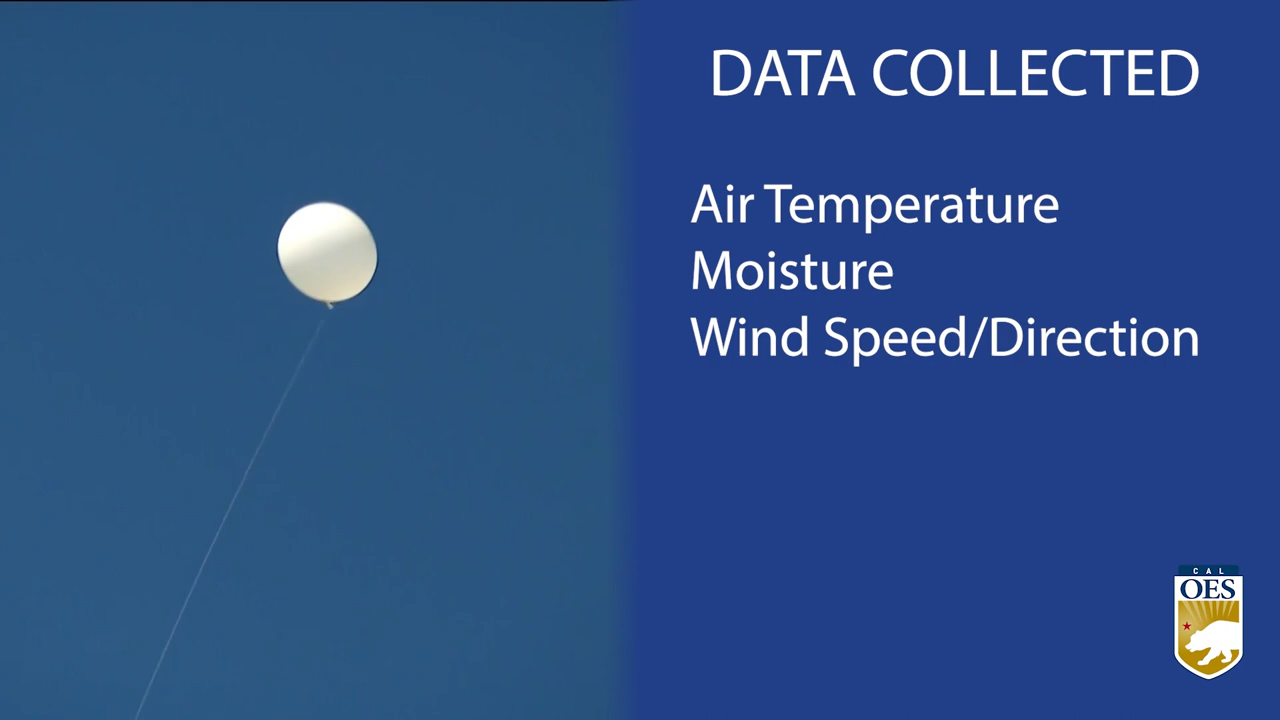 DATA COLLECTED
Air Temperature
Moisture
Wind Speed/Direction
CAL
OES